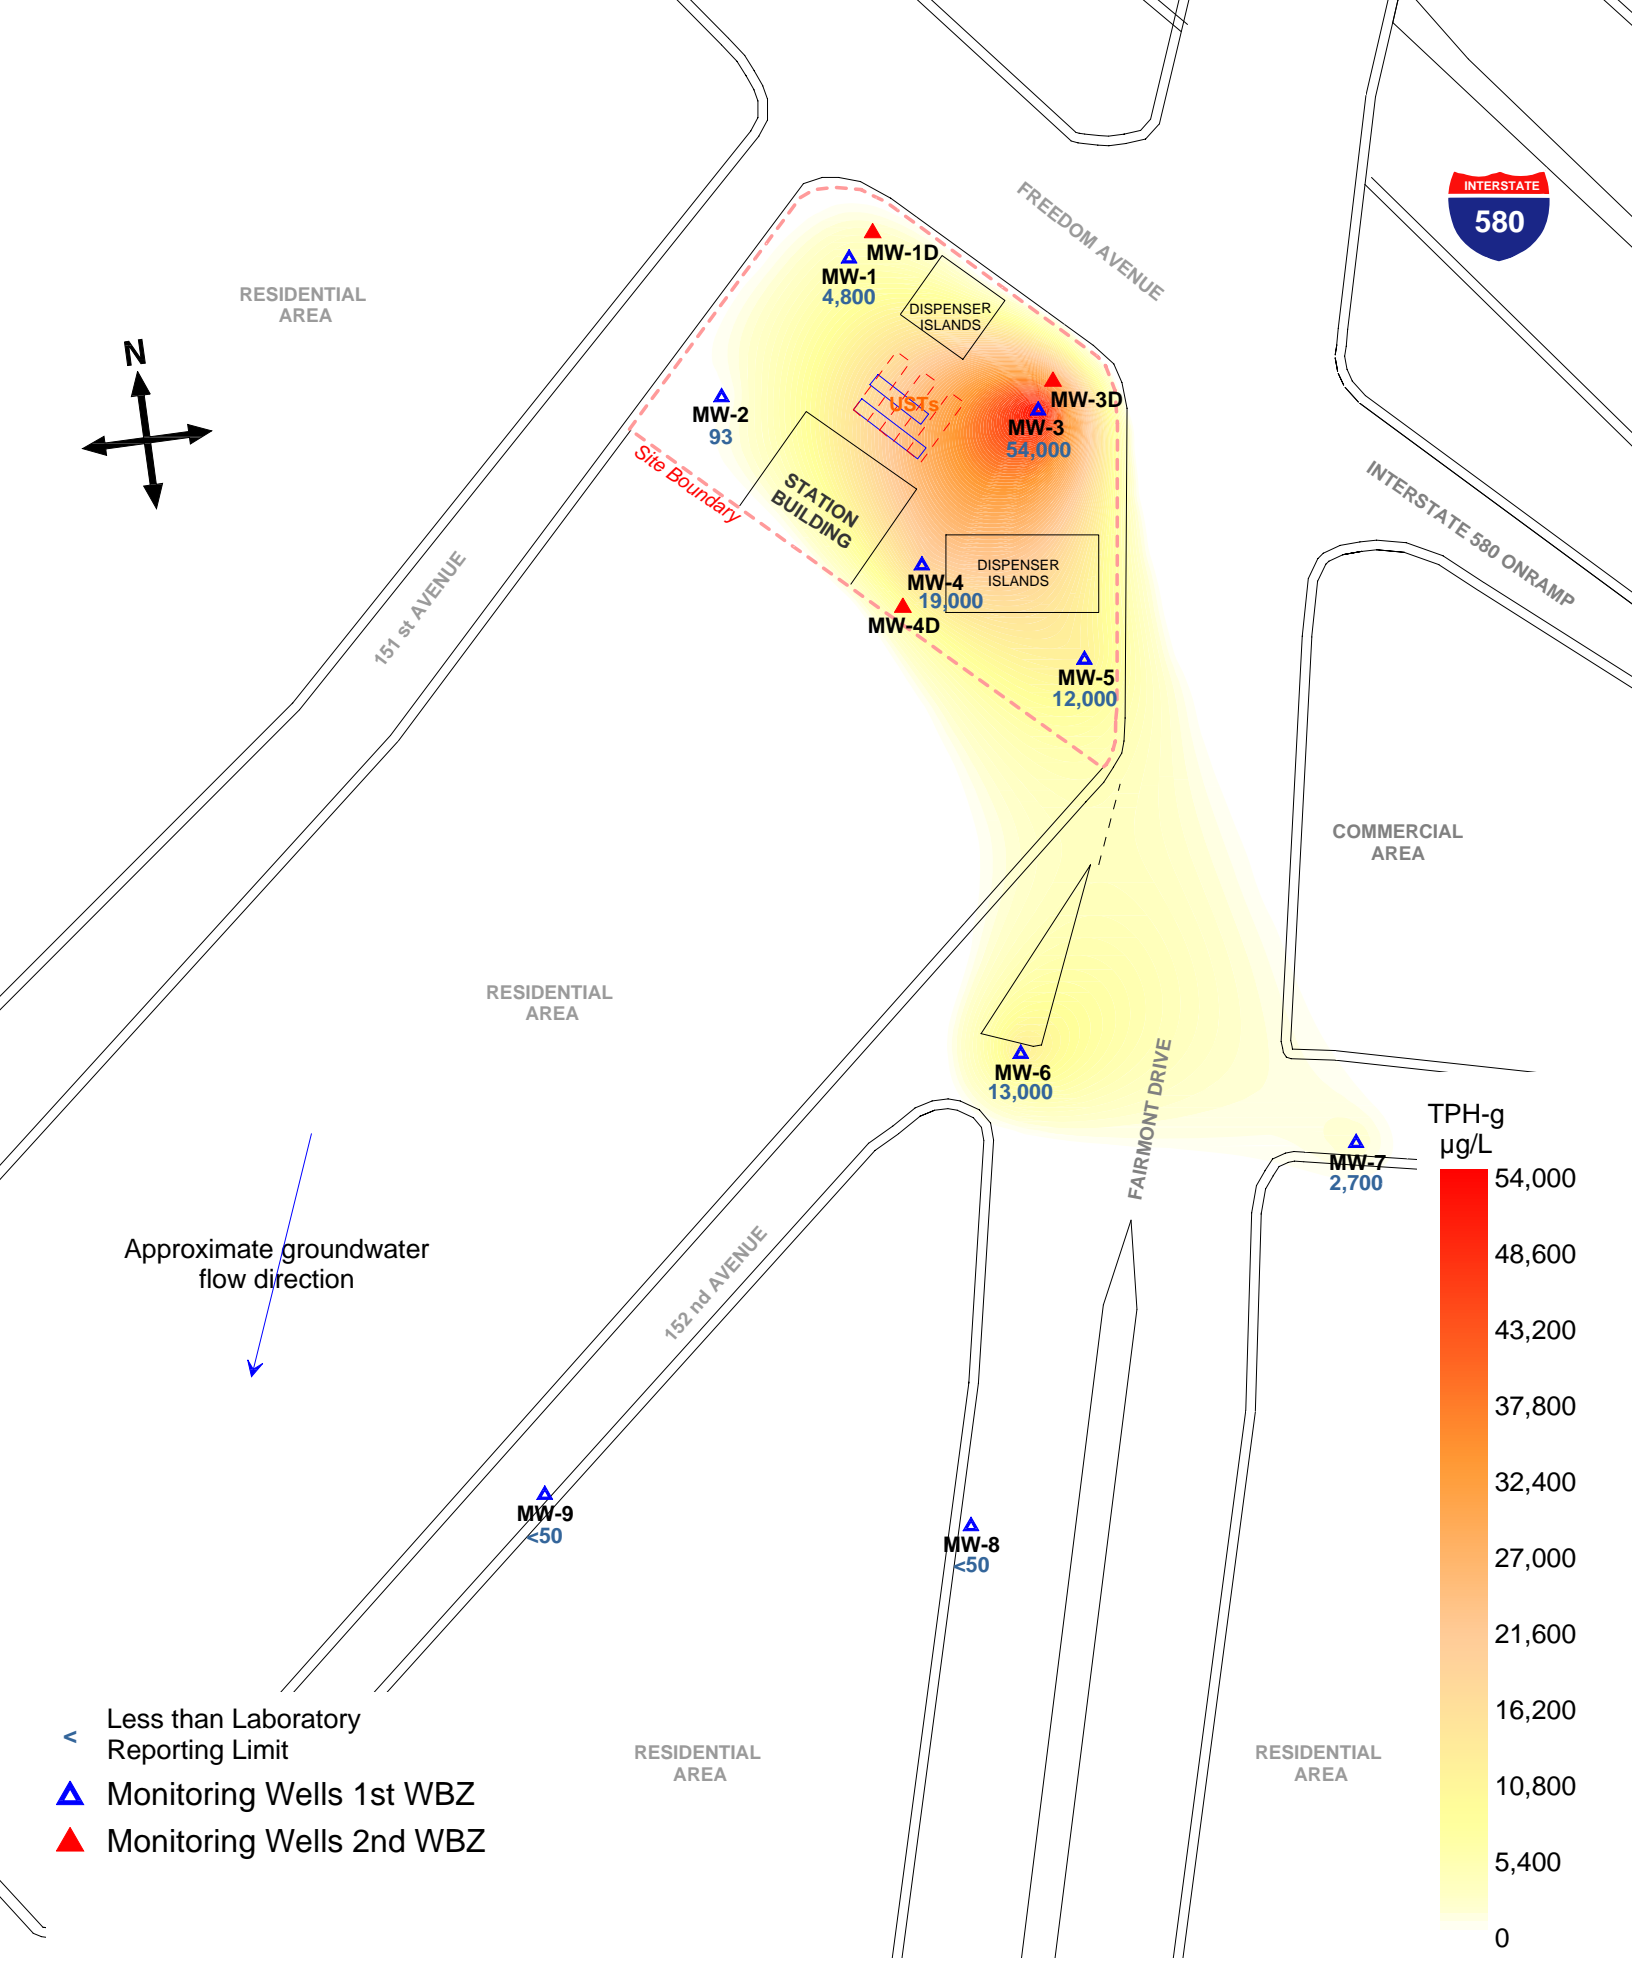 INTERSTATE
580
FREEDOM AVENUE
MW-1D
MW-1
4,800
RESIDENTIAL
AREA
DISPENSER
ISLANDS
N
MW-3D
USTs
MW-2
93
MW-3
54,000
Site Boundary
STATION
BUILDING
INTERSTATE 580 ONRAMP
151 st AVENUE
DISPENSER
ISLANDS
MW-4
19,000
MW-4D
MW-5
12,000
COMMERCIAL
AREA
RESIDENTIAL
AREA
MW-6
13,000
FAIRMONT DRIVE
MW-7
2,700
TPH-g
µg/L
54,000
48,600
43,200
37,800
32,400
27,000
21,600
16,200
10,800
5,400
0
Approximate groundwater
flow direction
152 nd AVENUE
MW-9
<50
MW-8
<50
RESIDENTIAL
AREA
RESIDENTIAL
AREA
< Less than Laboratory
Reporting Limit
Monitoring Wells 1st WBZ
Monitoring Wells 2nd WBZ